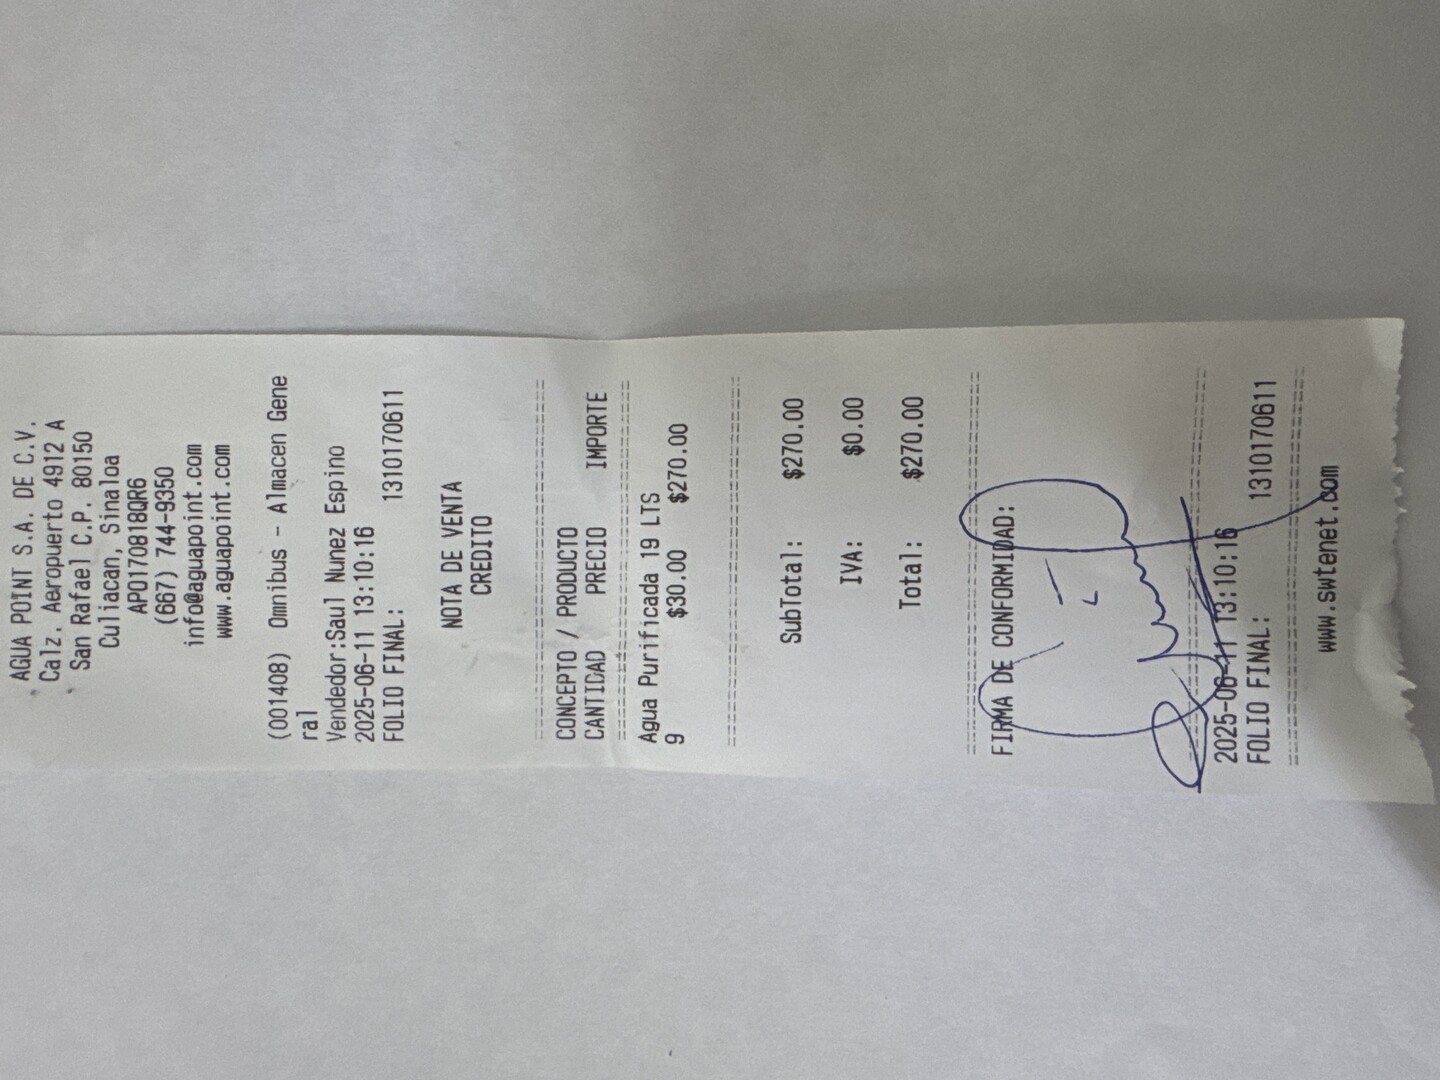 AGUA POINT S.A. DE C.V.
Calz. Aeropuerto 4912 A
San Rafael C.P. 80150
Culiacan, Sinaloa
APO170818QR6
(667) 744-9350
info@aguapoint.com
www.aguapoint.com
(001408) Omnibus - Almacen Gene
ral
Vendedor:Saul Nunez Espino
2025-06-11 13:10:16
FOLIO FINAL: 1310170611
NOTA DE VENTA
CREDITO
CONCEPTO / PRODUCTO
CANTIDAD PRECIO IMPORTE
Agua Purificada 19 LTS
9 $30.00 $270.00
SubTotal: $270.00
IVA: $0.00
Total: $270.00
FIRMA DE CONFORMIDAD:
2025-06-11 13:10:16
FOLIO FINAL: 1310170611
www.swtenet.com